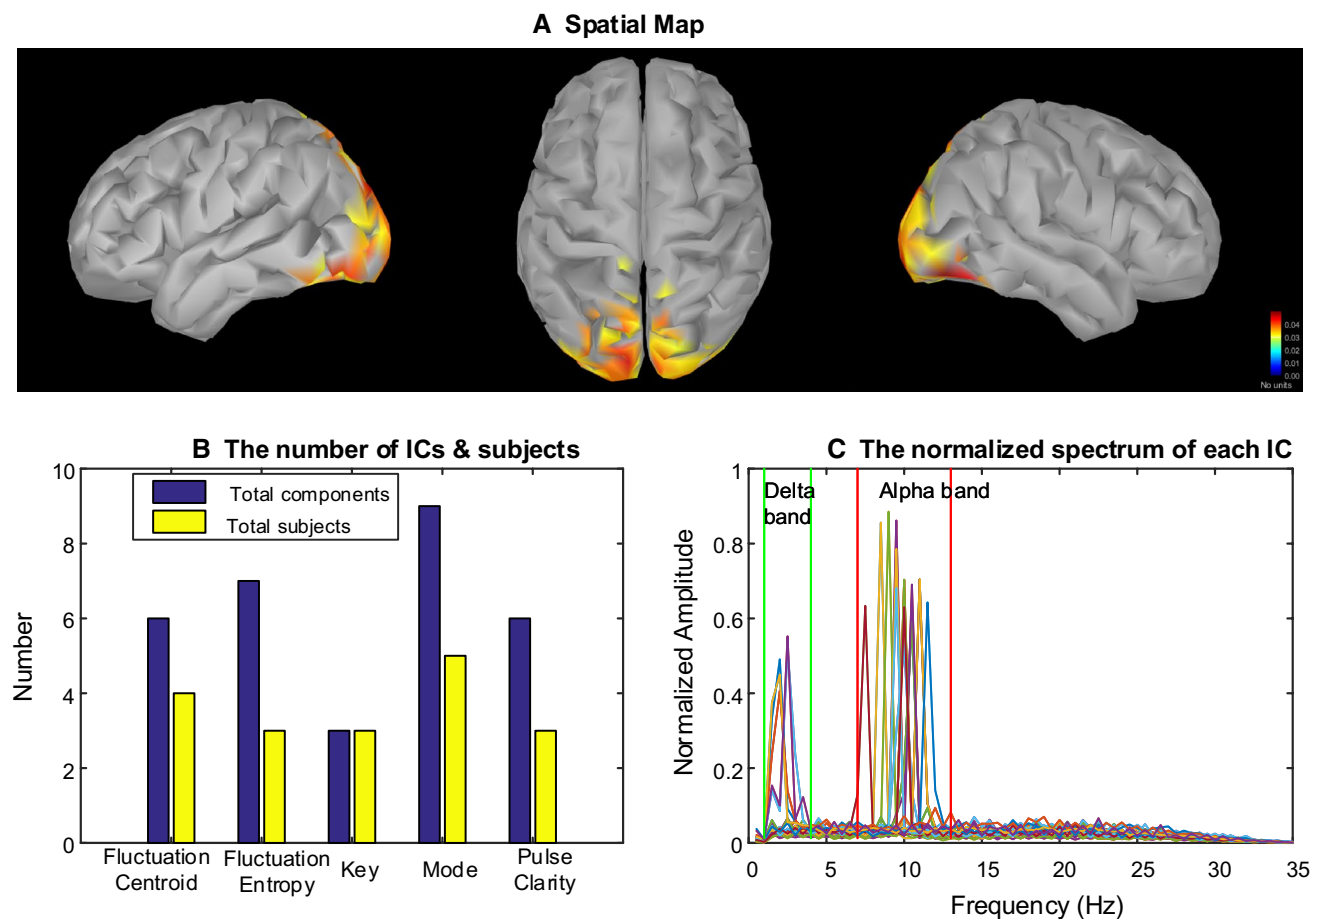 A Spatial Map
0.04
0.03
0.02
0.01
0.00
No units
B The number of ICs & subjects
10
8
6
4
2
0
Number
Total components
Total subjects
Fluctuation
Centroid
Fluctuation
Entropy
Key
Mode
Pulse
Clarity
C The normalized spectrum of each IC
1
0.8
0.6
0.4
0.2
0
Normalized Amplitude
Delta
band
Alpha band
0 5 10 15 20 25 30 35
Frequency (Hz)